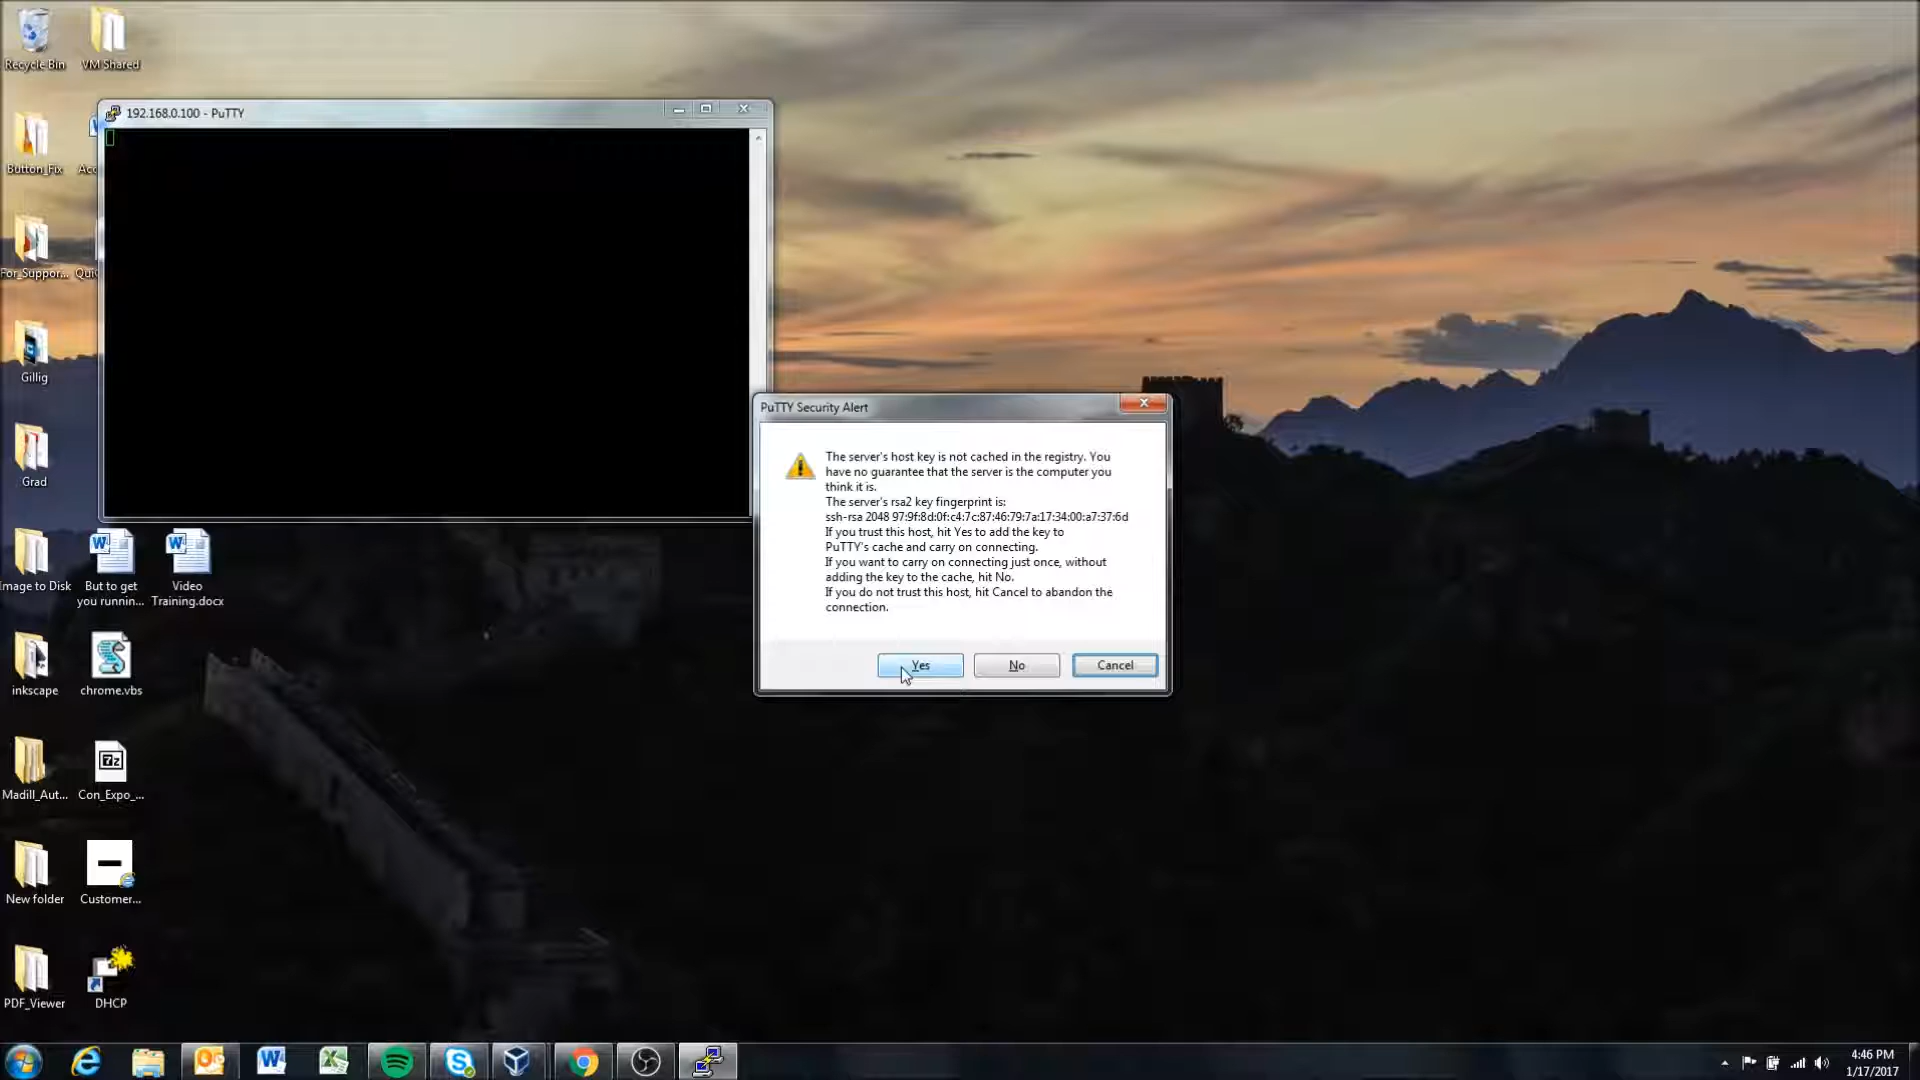 Recycle Bin
VM Shared
192.168.0.100 - PuTTY
Button_Fix
Acc
For_Suppor...
Quic
Gillig
Grad
PuTTY Security Alert
The server's host key is not cached in the registry. You
have no guarantee that the server is the computer you
think it is.
The server's rsa2 key fingerprint is:
ssh-rsa 2048 97:9f:8d:0f:c4:7c:87:46:79:7a:17:34:00:a7:37:6d
If you trust this host, hit Yes to add the key to
PuTTY's cache and carry on connecting.
If you want to carry on connecting just once, without
adding the key to the cache, hit No.
If you do not trust this host, hit Cancel to abandon the
connection.
Yes
No
Cancel
Image to Disk
But to get
you runnin...
Video
Training.docx
inkscape
chrome.vbs
7z
Madill_Aut...
Con_Expo_...
New folder
Customer...
PDF_Viewer
DHCP
4:46 PM
1/17/2017